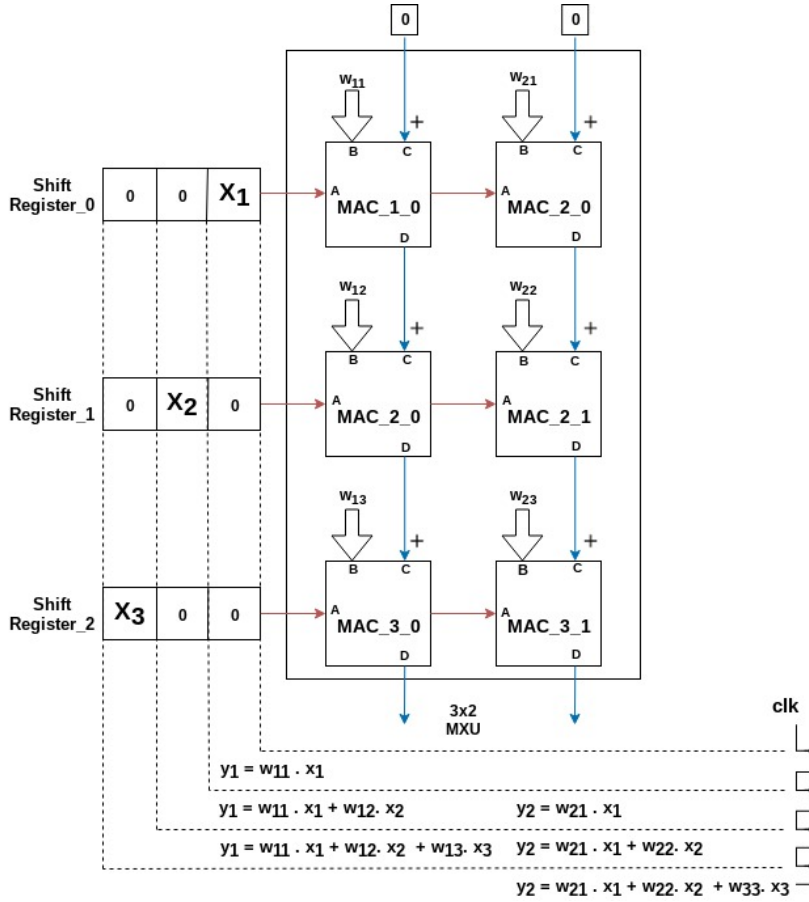 0 0
w11 w21
+ +
B C B C
Shift
Register_0
0 0 X1
A MAC_1_0 A MAC_2_0
D D
w12 w22
+ +
B C B C
Shift
Register_1
0 X2 0
A MAC_2_0 A MAC_2_1
D D
w13 w23
+ +
B C B C
Shift
Register_2
X3 0 0
A MAC_3_0 A MAC_3_1
D D
3x2
MXU
clk
y1 = w11 . x1
y1 = w11 . x1 + w12. x2 y2 = w21 . x1
y1 = w11 . x1 + w12. x2 + w13. x3 y2 = w21 . x1 + w22. x2
y2 = w21 . x1 + w22. x2 + w33. x3